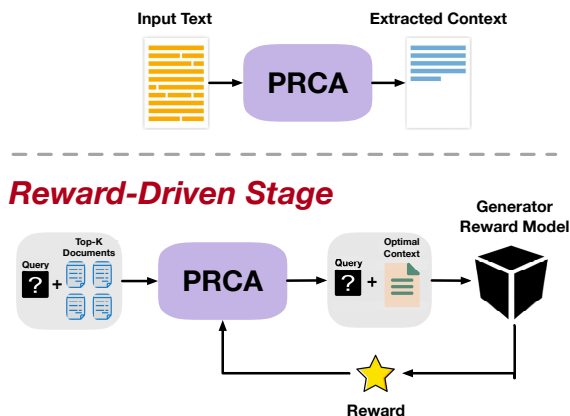 Input Text
Extracted Context
PRCA
Reward-Driven Stage
Generator
Reward Model
Top-K
Documents
Query
?
+
PRCA
Optimal
Context
Query
?
+
Reward